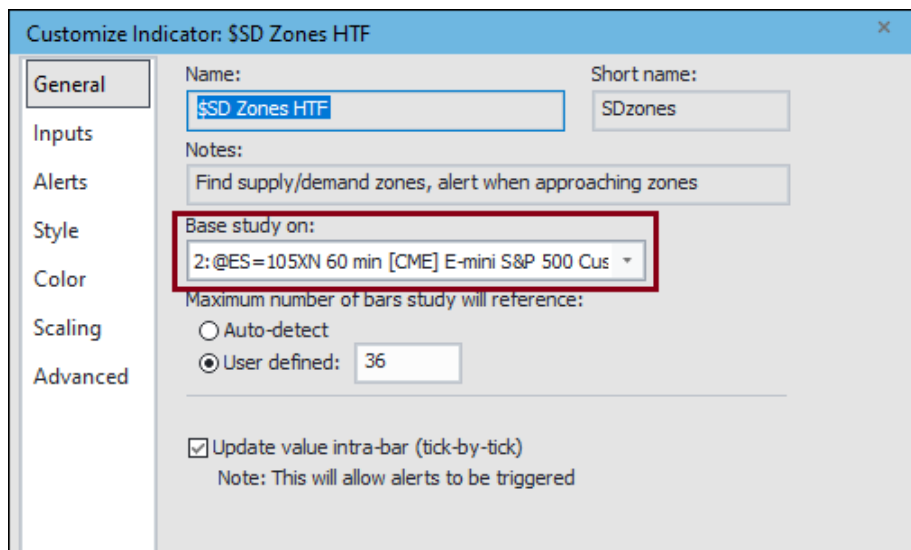 Customize Indicator: $SD Zones HTF
General
Inputs
Alerts
Style
Color
Scaling
Advanced
Name:
$SD Zones HTF
Short name:
SDzones
Notes:
Find supply/demand zones, alert when approaching zones
Base study on:
2:@ES=105XN 60 min [CME] E-mini S&P 500 Cus
Maximum number of bars study will reference:
Auto-detect
User defined: 36
Update value intra-bar (tick-by-tick)
Note: This will allow alerts to be triggered